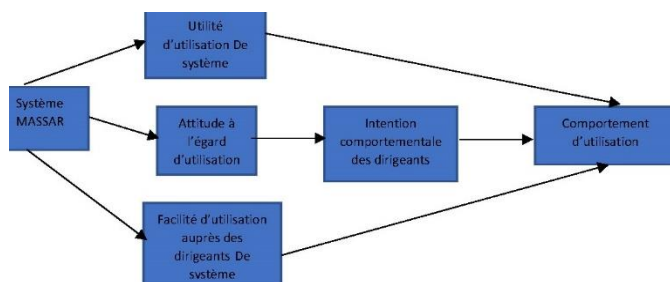 Utilité
d'utilisation De
système
Système
MASSAR
Attitude à
l'égard
d'utilisation
Intention
comportementale
des dirigeants
Comportement
d'utilisation
Facilité d'utilisation
auprès des
dirigeants De
système